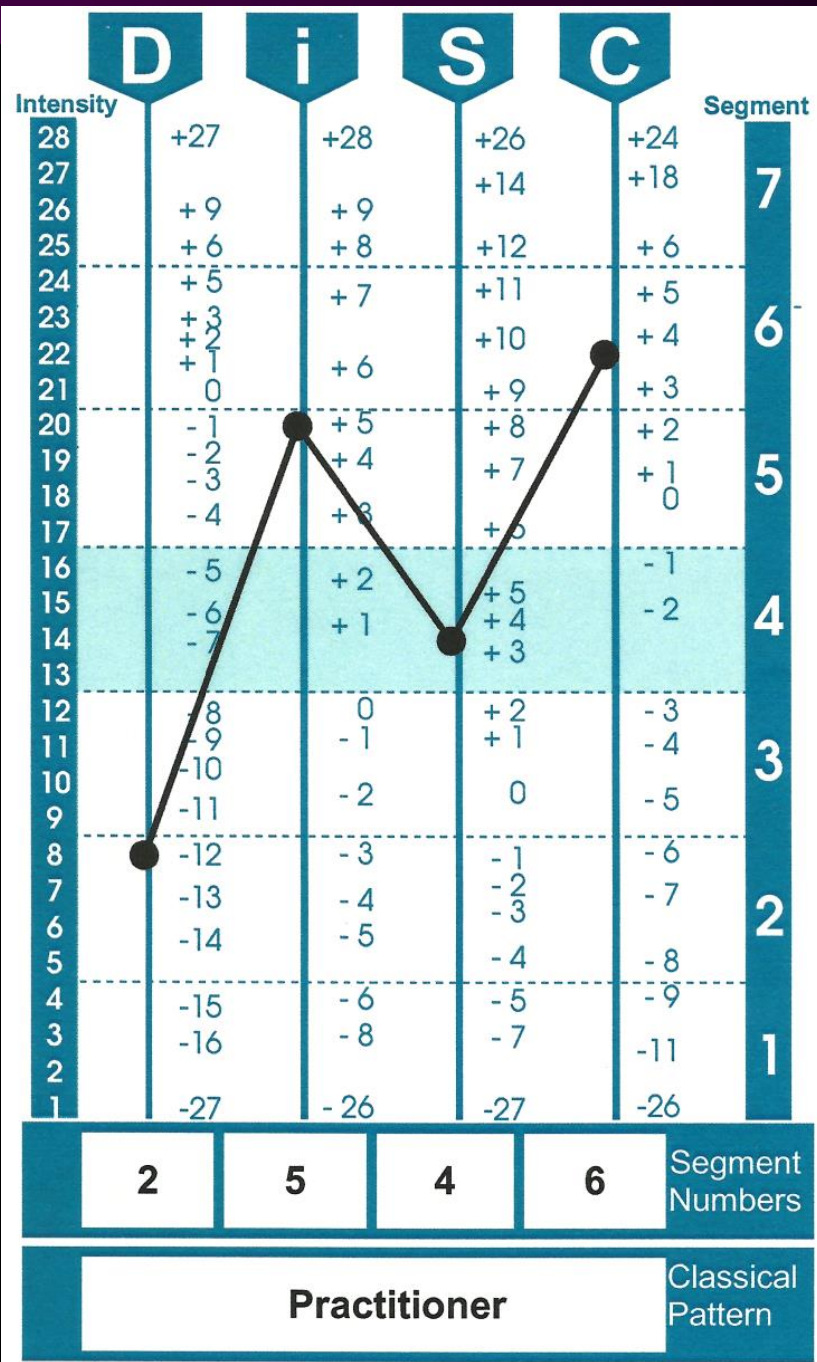 D i S C
Intensity Segment
28 +27 +28 +26 +24
27 +14 +18 7
26 + 9 + 9
25 + 6 + 8 +12 + 6
24 + 5 + 7 +11 + 5
23 + 3 6
+ 2 +10 + 4
22 + 1 + 6
21 0 + 9 + 3
20 - 1 + 5 + 8 + 2
19 - 2 + 4 + 7 + 1 5
18 - 3 0
17 - 4 + 3
16 - 5 + 2 - 1
15 - 6 + 1 + 5 - 2 4
14 - 7 + 4
13 + 3
12 - 8 0 + 2 - 3
11 - 9 - 1 + 1 - 4 3
10 -10
9 -11 - 2 0 - 5
8 -12 - 3 - 1 - 6
7 -13 - 4 - 2 - 7 2
6 -14 - 5 - 3
5 - 4 - 8
4 -15 - 6 - 5 - 9
3 -16 - 8 - 7 -11 1
2
1 -27 - 26 -27 -26
2 5 4 6 Segment
Numbers
Practitioner Classical
Pattern